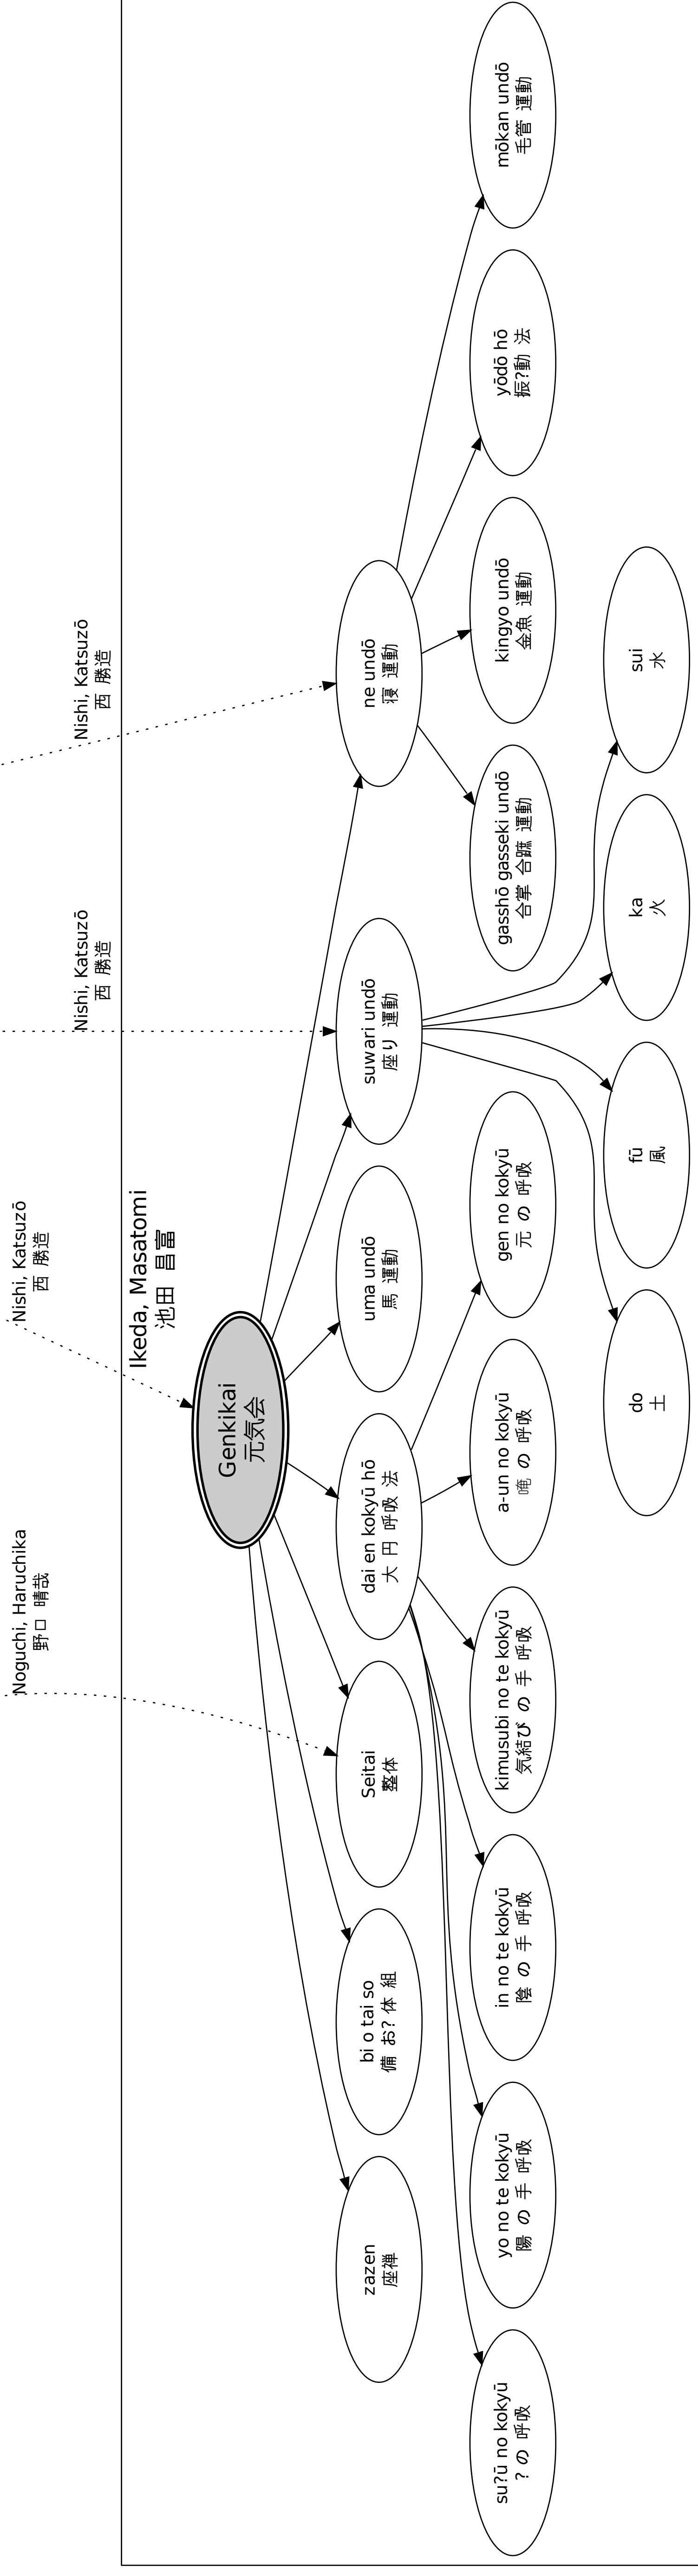 Noguchi, Haruchika
野口 晴哉
Nishi, Katsuzō
西 勝造
Nishi, Katsuzō
西 勝造
Nishi, Katsuzō
西 勝造
Ikeda, Masatomi
池田 昌富
Genkikai
元気会
zazen
座禅
bi o tai so
備 お? 体 組
Seitai
整体
dai en kokyū hō
大 円 呼吸 法
uma undō
馬 運動
suwari undō
座り 運動
ne undō
寝 運動
su?ū no kokyū
? の 呼吸
yo no te kokyū
陽 の 手 呼吸
in no te kokyū
陰 の 手 呼吸
kimusubi no te kokyū
気結び の 手 呼吸
a-un no kokyū
唵 の 呼吸
gen no kokyū
元 の 呼吸
gasshō gasseki undō
合掌 合蹠 運動
kingyo undō
金魚 運動
yōdō hō
振?動 法
mōkan undō
毛管 運動
do
土
fū
風
ka
火
sui
水